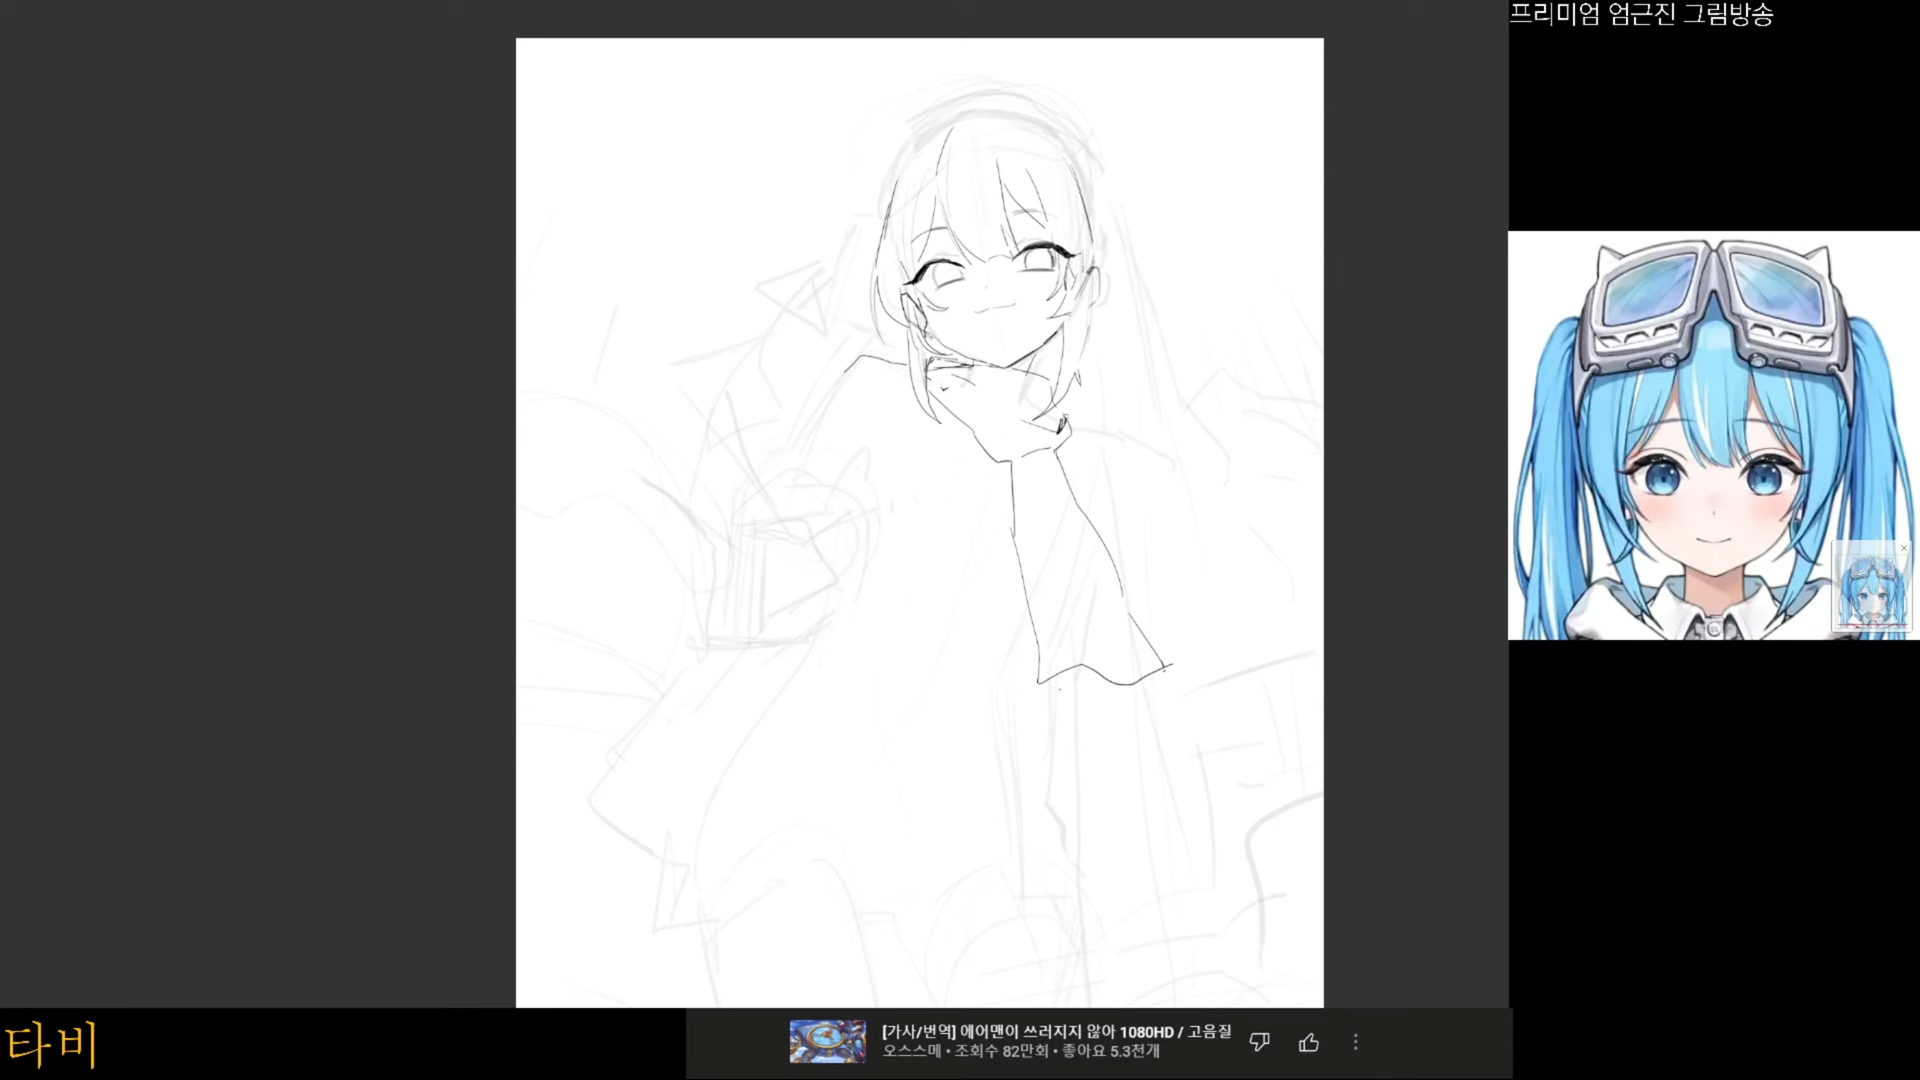 프리미엄 엄근진 그림방송
타비
[가사/번역] 에어맨이 쓰러지지 않아 1080HD / 고음질
오스스메 • 조회수 82만회 • 좋아요 5.3천개